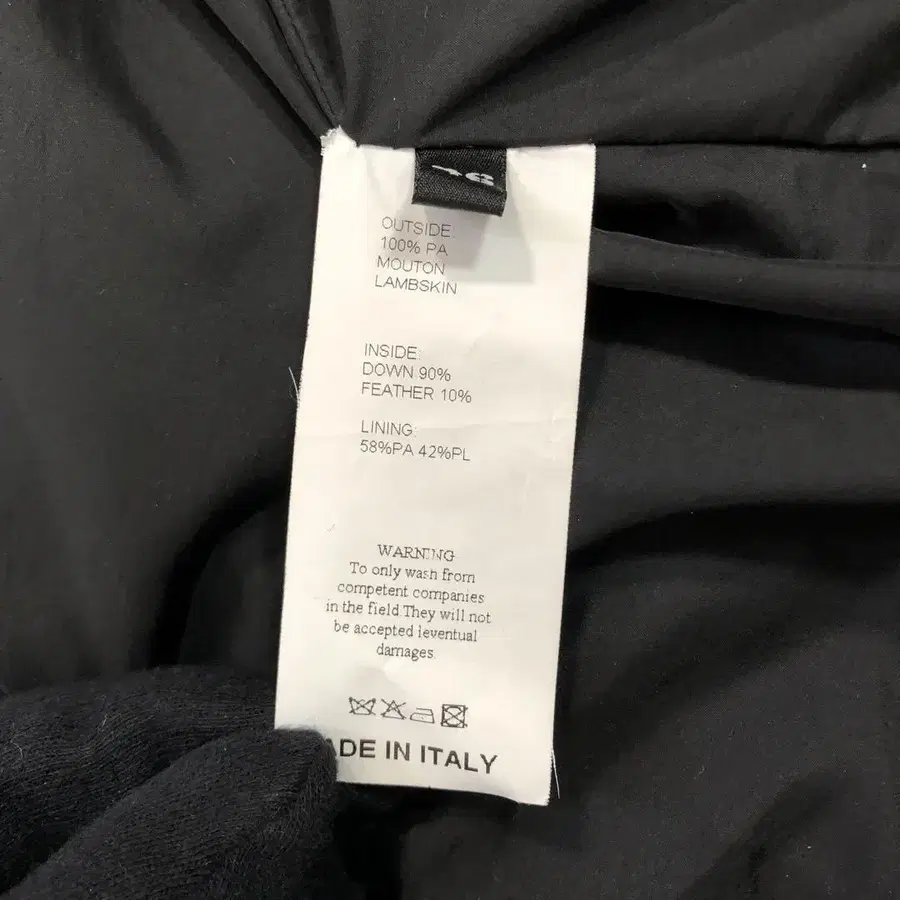 46
OUTSIDE:
100% PA
MOUTON
LAMBSKIN
INSIDE:
DOWN 90%
FEATHER 10%
LINING:
58%PA 42%PL
WARNING
To only wash from
competent companies
in the field.They will not
be accepted leventual
damages.
ADE IN ITALY